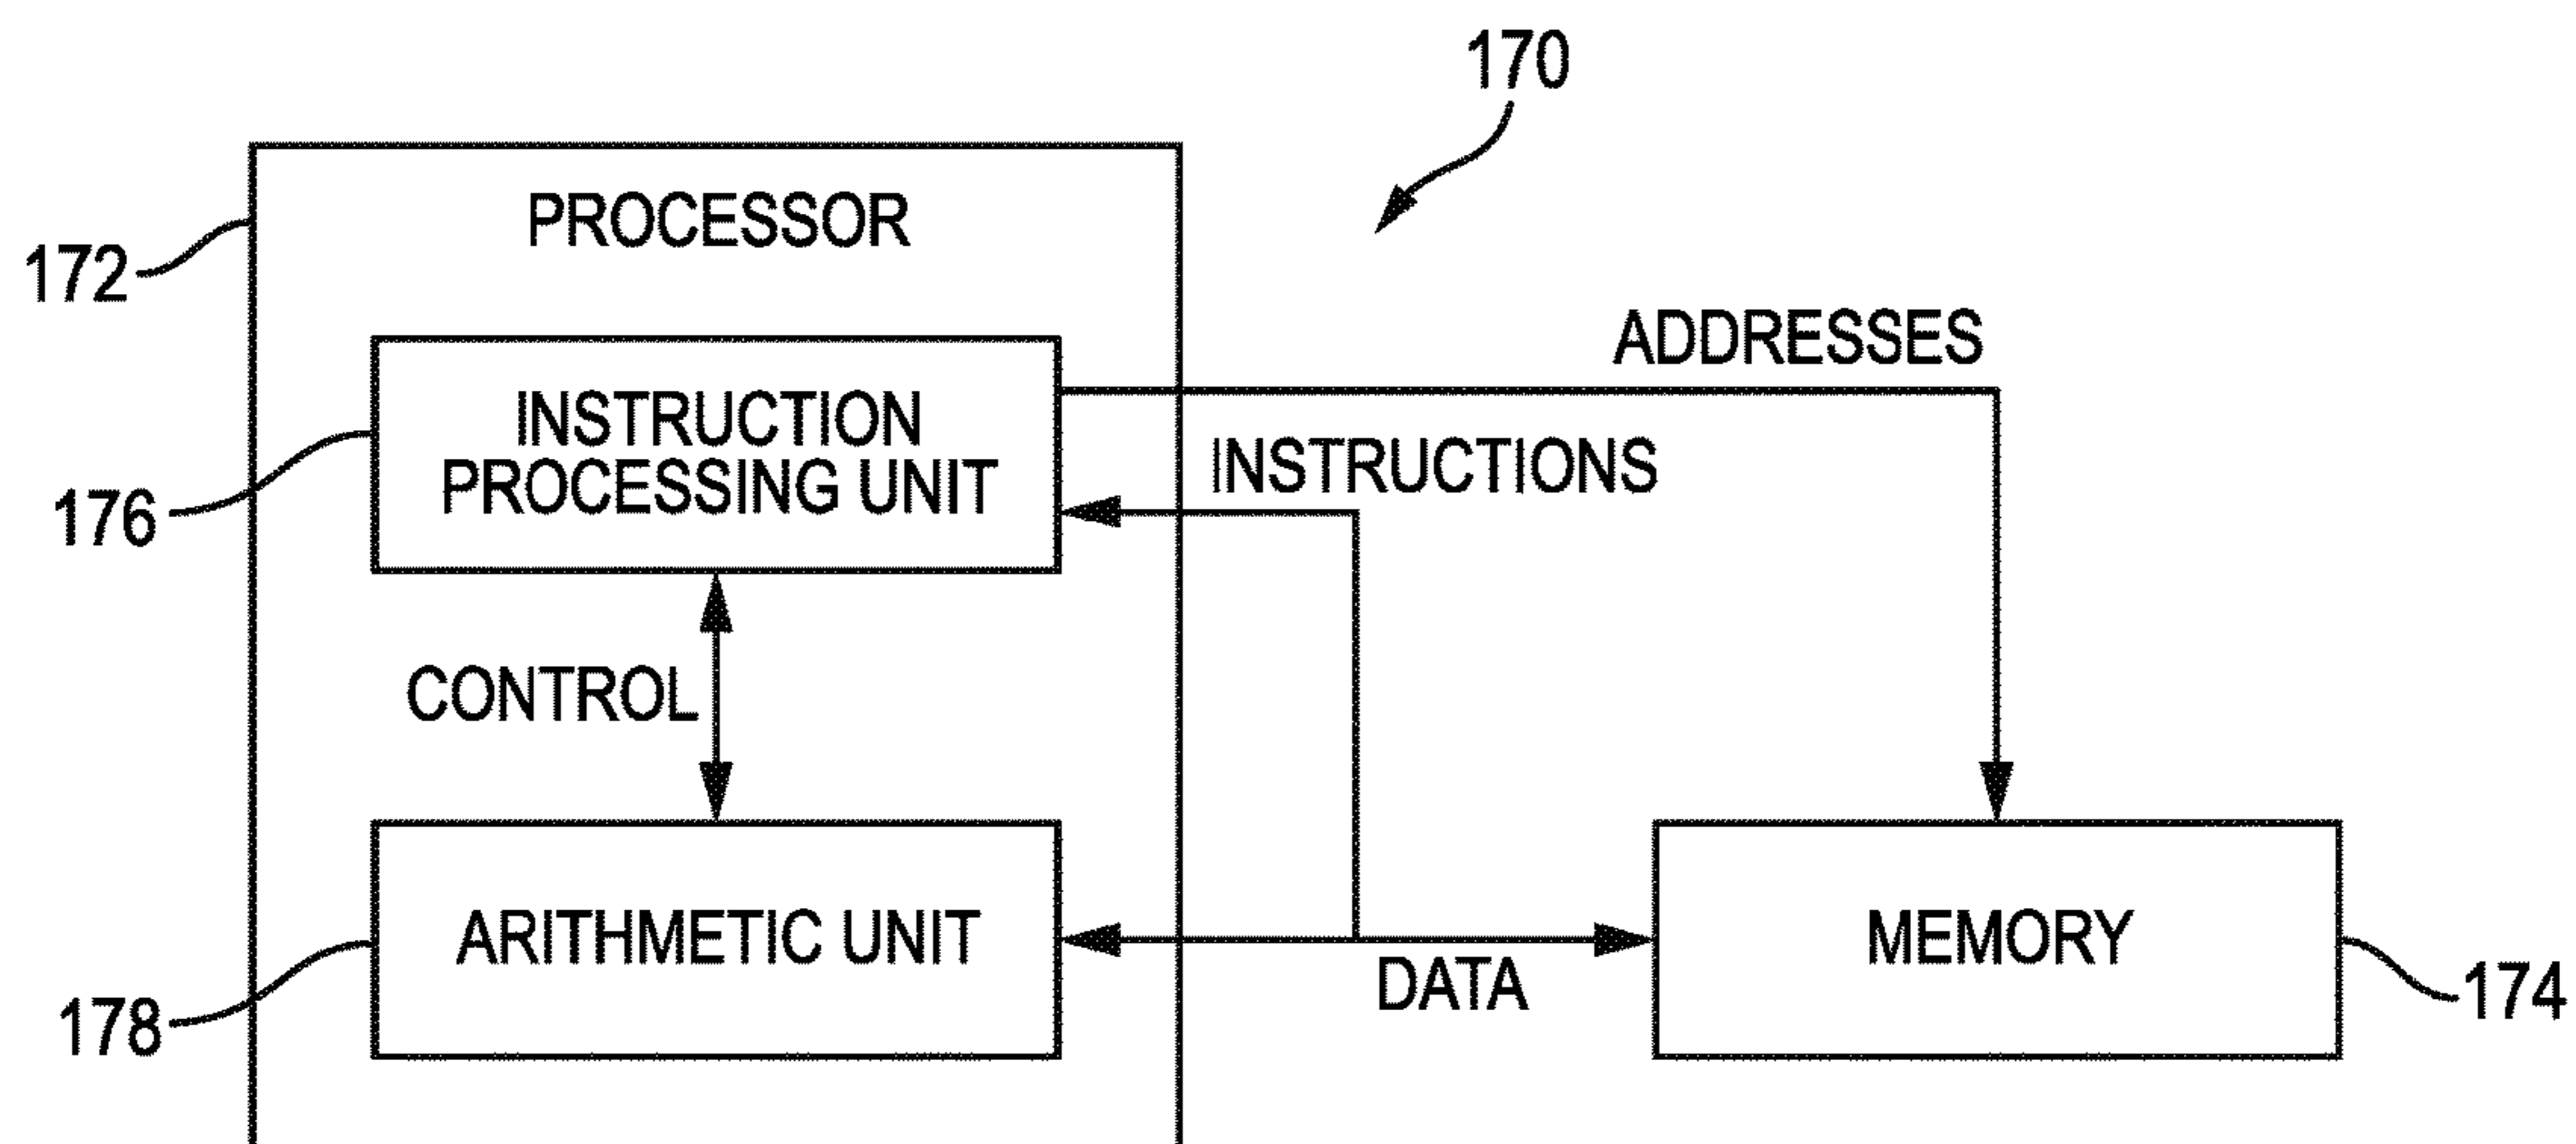 170
PROCESSOR
172
ADDRESSES
INSTRUCTION
PROCESSING UNIT
INSTRUCTIONS
176
CONTROL
ARITHMETIC UNIT
MEMORY
DATA
174
178